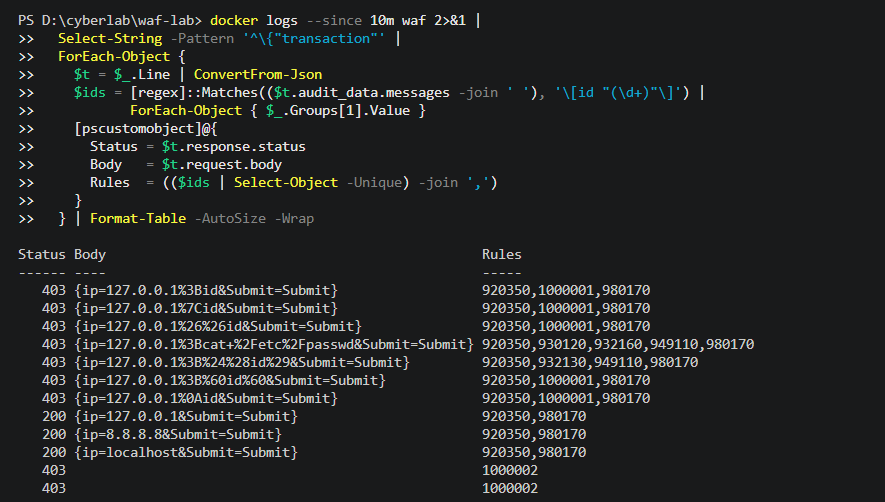 PS D:\cyberlab\waf-lab> docker logs --since 10m waf 2>&1 |
>>   Select-String -Pattern '^\{"transaction"' |
>>   ForEach-Object {
>>     $t = $_.Line | ConvertFrom-Json
>>     $ids = [regex]::Matches(($t.audit_data.messages -join ' '), '\[id "(\d+)"\]') |
>>            ForEach-Object { $_.Groups[1].Value }
>>     [pscustomobject]@{
>>       Status = $t.response.status
>>       Body   = $t.request.body
>>       Rules  = (($ids | Select-Object -Unique) -join ',')
>>     }
>>   } | Format-Table -AutoSize -Wrap

Status Body                                                Rules
------ ----                                                -----
   403 {ip=127.0.0.1%3Bid&Submit=Submit}                   920350,1000001,980170
   403 {ip=127.0.0.1%7Cid&Submit=Submit}                   920350,1000001,980170
   403 {ip=127.0.0.1%26%26id&Submit=Submit}                920350,1000001,980170
   403 {ip=127.0.0.1%3Bcat+%2Fetc%2Fpasswd&Submit=Submit} 920350,930120,932160,949110,980170
   403 {ip=127.0.0.1%3B%24%28id%29&Submit=Submit}          920350,932130,949110,980170
   403 {ip=127.0.0.1%3B%60id%60&Submit=Submit}             920350,1000001,980170
   403 {ip=127.0.0.1%0Aid&Submit=Submit}                   920350,1000001,980170
   200 {ip=127.0.0.1&Submit=Submit}                        920350,980170
   200 {ip=8.8.8.8&Submit=Submit}                          920350,980170
   200 {ip=localhost&Submit=Submit}                        920350,980170
   403                                                     1000002
   403                                                     1000002